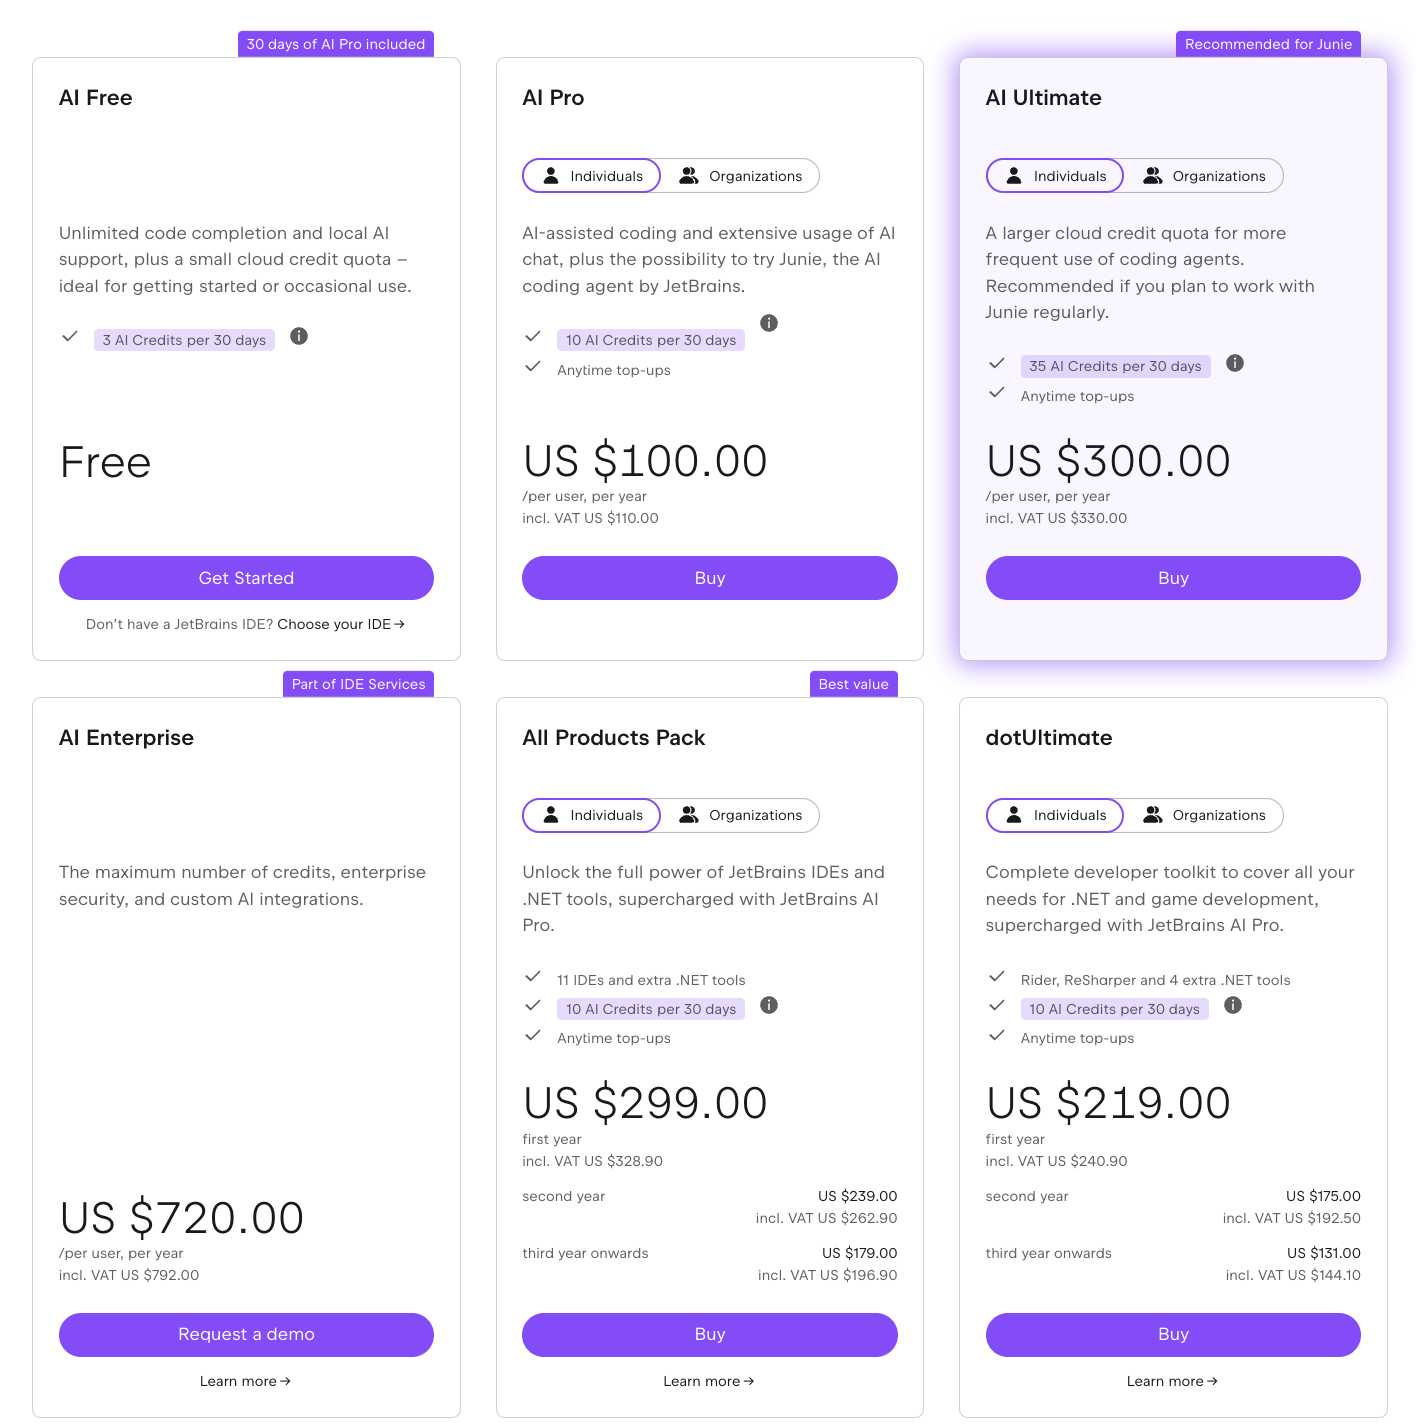 30 days of AI Pro included
AI Free
Unlimited code completion and local AI
support, plus a small cloud credit quota –
ideal for getting started or occasional use.
3 AI Credits per 30 days
Free
Get Started
Don't have a JetBrains IDE? Choose your IDE→
AI Pro
Individuals
Organizations
AI-assisted coding and extensive usage of AI
chat, plus the possibility to try Junie, the AI
coding agent by JetBrains.
10 AI Credits per 30 days
Anytime top-ups
US $100.00
/per user, per year
incl. VAT US $110.00
Buy
Recommended for Junie
AI Ultimate
Individuals
Organizations
A larger cloud credit quota for more
frequent use of coding agents.
Recommended if you plan to work with
Junie regularly.
35 AI Credits per 30 days
Anytime top-ups
US $300.00
/per user, per year
incl. VAT US $330.00
Buy
Part of IDE Services
AI Enterprise
The maximum number of credits, enterprise
security, and custom AI integrations.
US $720.00
/per user, per year
incl. VAT US $792.00
Request a demo
Learn more→
Best value
All Products Pack
Individuals
Organizations
Unlock the full power of JetBrains IDEs and
.NET tools, supercharged with JetBrains AI
Pro.
11 IDEs and extra .NET tools
10 AI Credits per 30 days
Anytime top-ups
US $299.00
first year
incl. VAT US $328.90
second year US $239.00
incl. VAT US $262.90
third year onwards US $179.00
incl. VAT US $196.90
Buy
Learn more→
dotUltimate
Individuals
Organizations
Complete developer toolkit to cover all your
needs for .NET and game development,
supercharged with JetBrains AI Pro.
Rider, ReSharper and 4 extra .NET tools
10 AI Credits per 30 days
Anytime top-ups
US $219.00
first year
incl. VAT US $240.90
second year US $175.00
incl. VAT US $192.50
third year onwards US $131.00
incl. VAT US $144.10
Buy
Learn more→